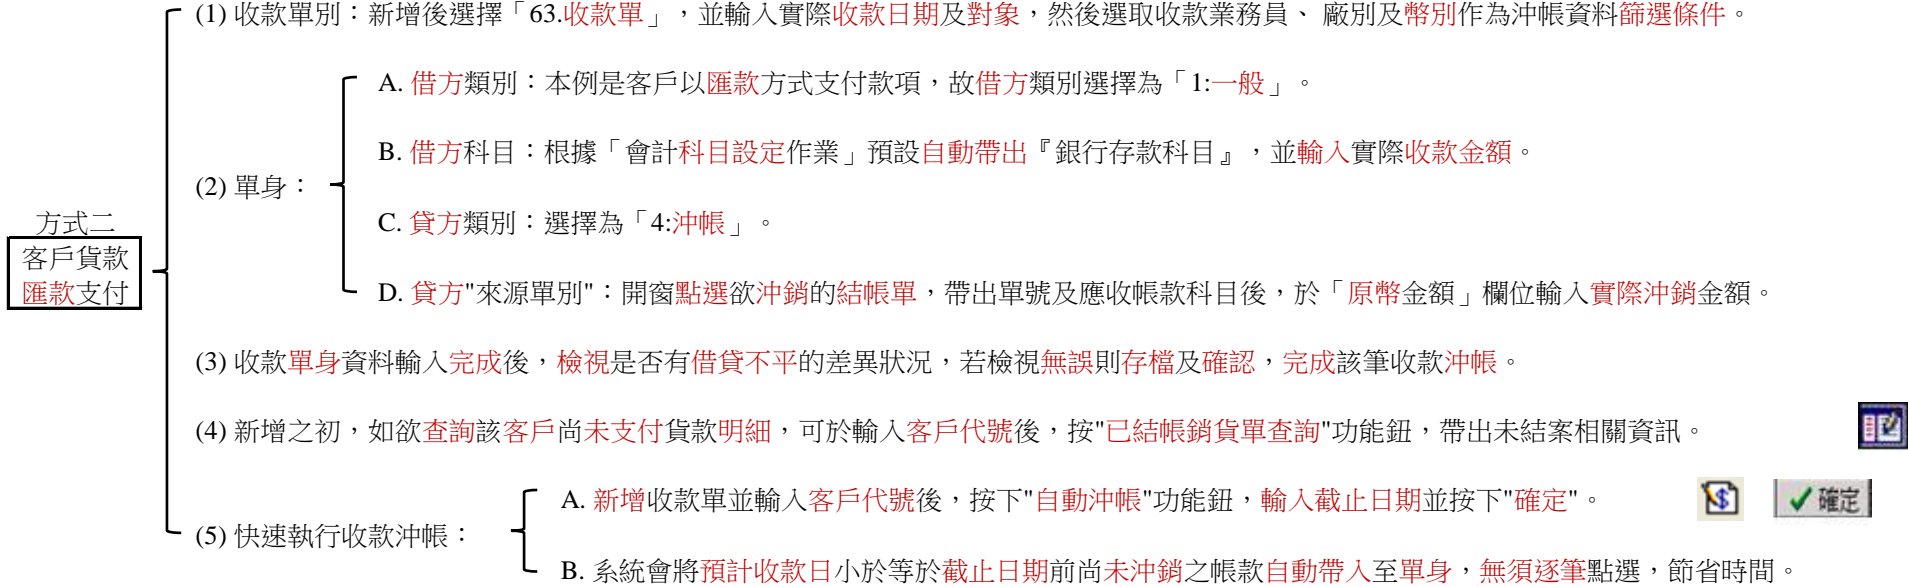 (1) 收款單別：新增後選擇「63.收款單」，並輸入實際收款日期及對象，然後選取收款業務員、 廠別及幣別作為沖帳資料篩選條件。
A. 借方類別：本例是客戶以匯款方式支付款項，故借方類別選擇為「1:一般」。
B. 借方科目：根據「會計科目設定作業」預設自動帶出『銀行存款科目』，並輸入實際收款金額。
(2) 單身：
C. 貸方類別：選擇為「4:沖帳」。
方式二
客戶貨款
匯款支付
D. 貸方"來源單別"：開窗點選欲沖銷的結帳單，帶出單號及應收帳款科目後，於「原幣金額」欄位輸入實際沖銷金額。
(3) 收款單身資料輸入完成後，檢視是否有借貸不平的差異狀況，若檢視無誤則存檔及確認，完成該筆收款沖帳。
(4) 新增之初，如欲查詢該客戶尚未支付貨款明細，可於輸入客戶代號後，按"已結帳銷貨單查詢"功能鈕，帶出未結案相關資訊。
A. 新增收款單並輸入客戶代號後，按下"自動沖帳"功能鈕，輸入截止日期並按下"確定"。
確定
(5) 快速執行收款沖帳：
B. 系統會將預計收款日小於等於截止日期前尚未沖銷之帳款自動帶入至單身，無須逐筆點選，節省時間。